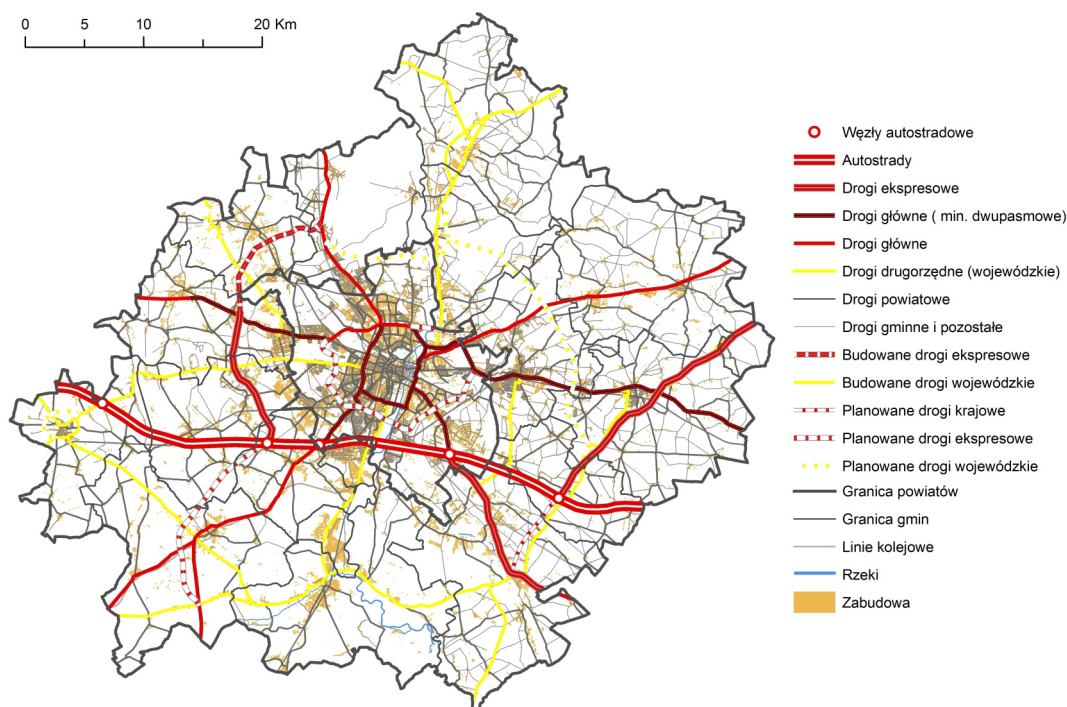 0 5 10 20 Km
Węzły autostradowe
Autostrady
Drogi ekspresowe
Drogi główne ( min. dwupasmowe)
Drogi główne
Drogi drugorzędne (wojewódzkie)
Drogi powiatowe
Drogi gminne i pozostałe
Budowane drogi ekspresowe
Budowane drogi wojewódzkie
Planowane drogi krajowe
Planowane drogi ekspresowe
Planowane drogi wojewódzkie
Granica powiatów
Granica gmin
Linie kolejowe
Rzeki
Zabudowa